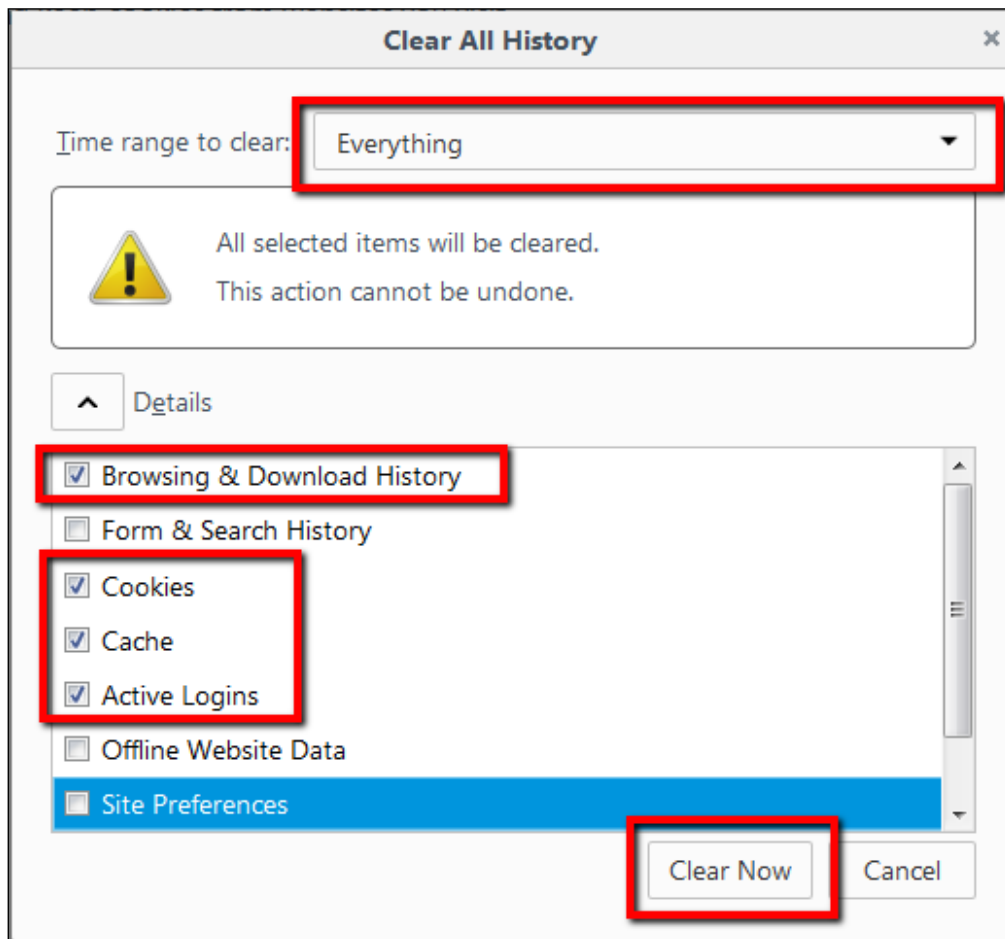 Clear All History
Time range to clear: Everything
All selected items will be cleared.
This action cannot be undone.
Details
Browsing & Download History
Form & Search History
Cookies
Cache
Active Logins
Offline Website Data
Site Preferences
Clear Now Cancel